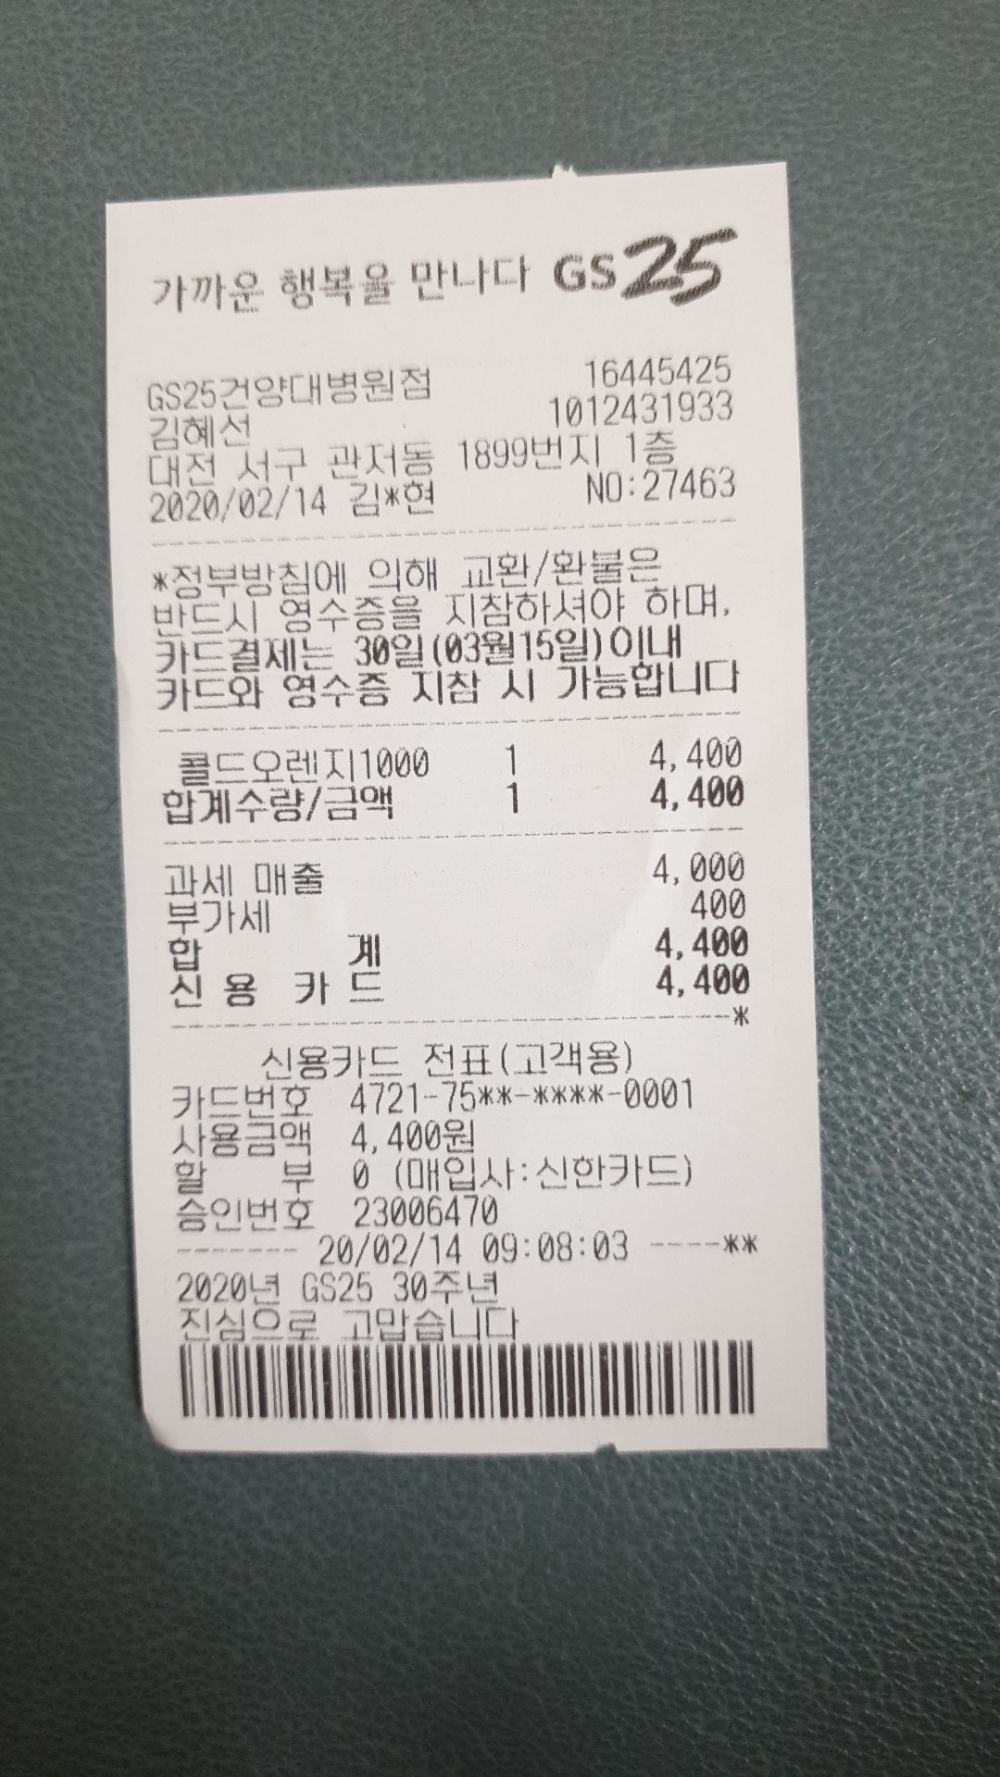 가까운 행복을 만나다 GS25
GS25건양대병원점 16445425
김혜선 1012431933
대전 서구 관저동 1899번지 1층
2020/02/14 김*현 NO:27463
*정부방침에 의해 교환/환불은
반드시 영수증을 지참하셔야 하며,
카드결제는 30일(03월15일)이내
카드와 영수증 지참 시 가능합니다
콜드오렌지1000 1 4,400
합계수량/금액 1 4,400
과세 매출 4,000
부가세 400
합 계 4,400
신 용 카 드 4,400
-*
신용카드 전표(고객용)
카드번호 4721-75**-****-0001
사용금액 4,400원
할 부 0 (매입사:신한카드)
승인번호 23006470
------- 20/02/14 09:08:03 ----**
2020년 GS25 30주년
진심으로 고맙습니다